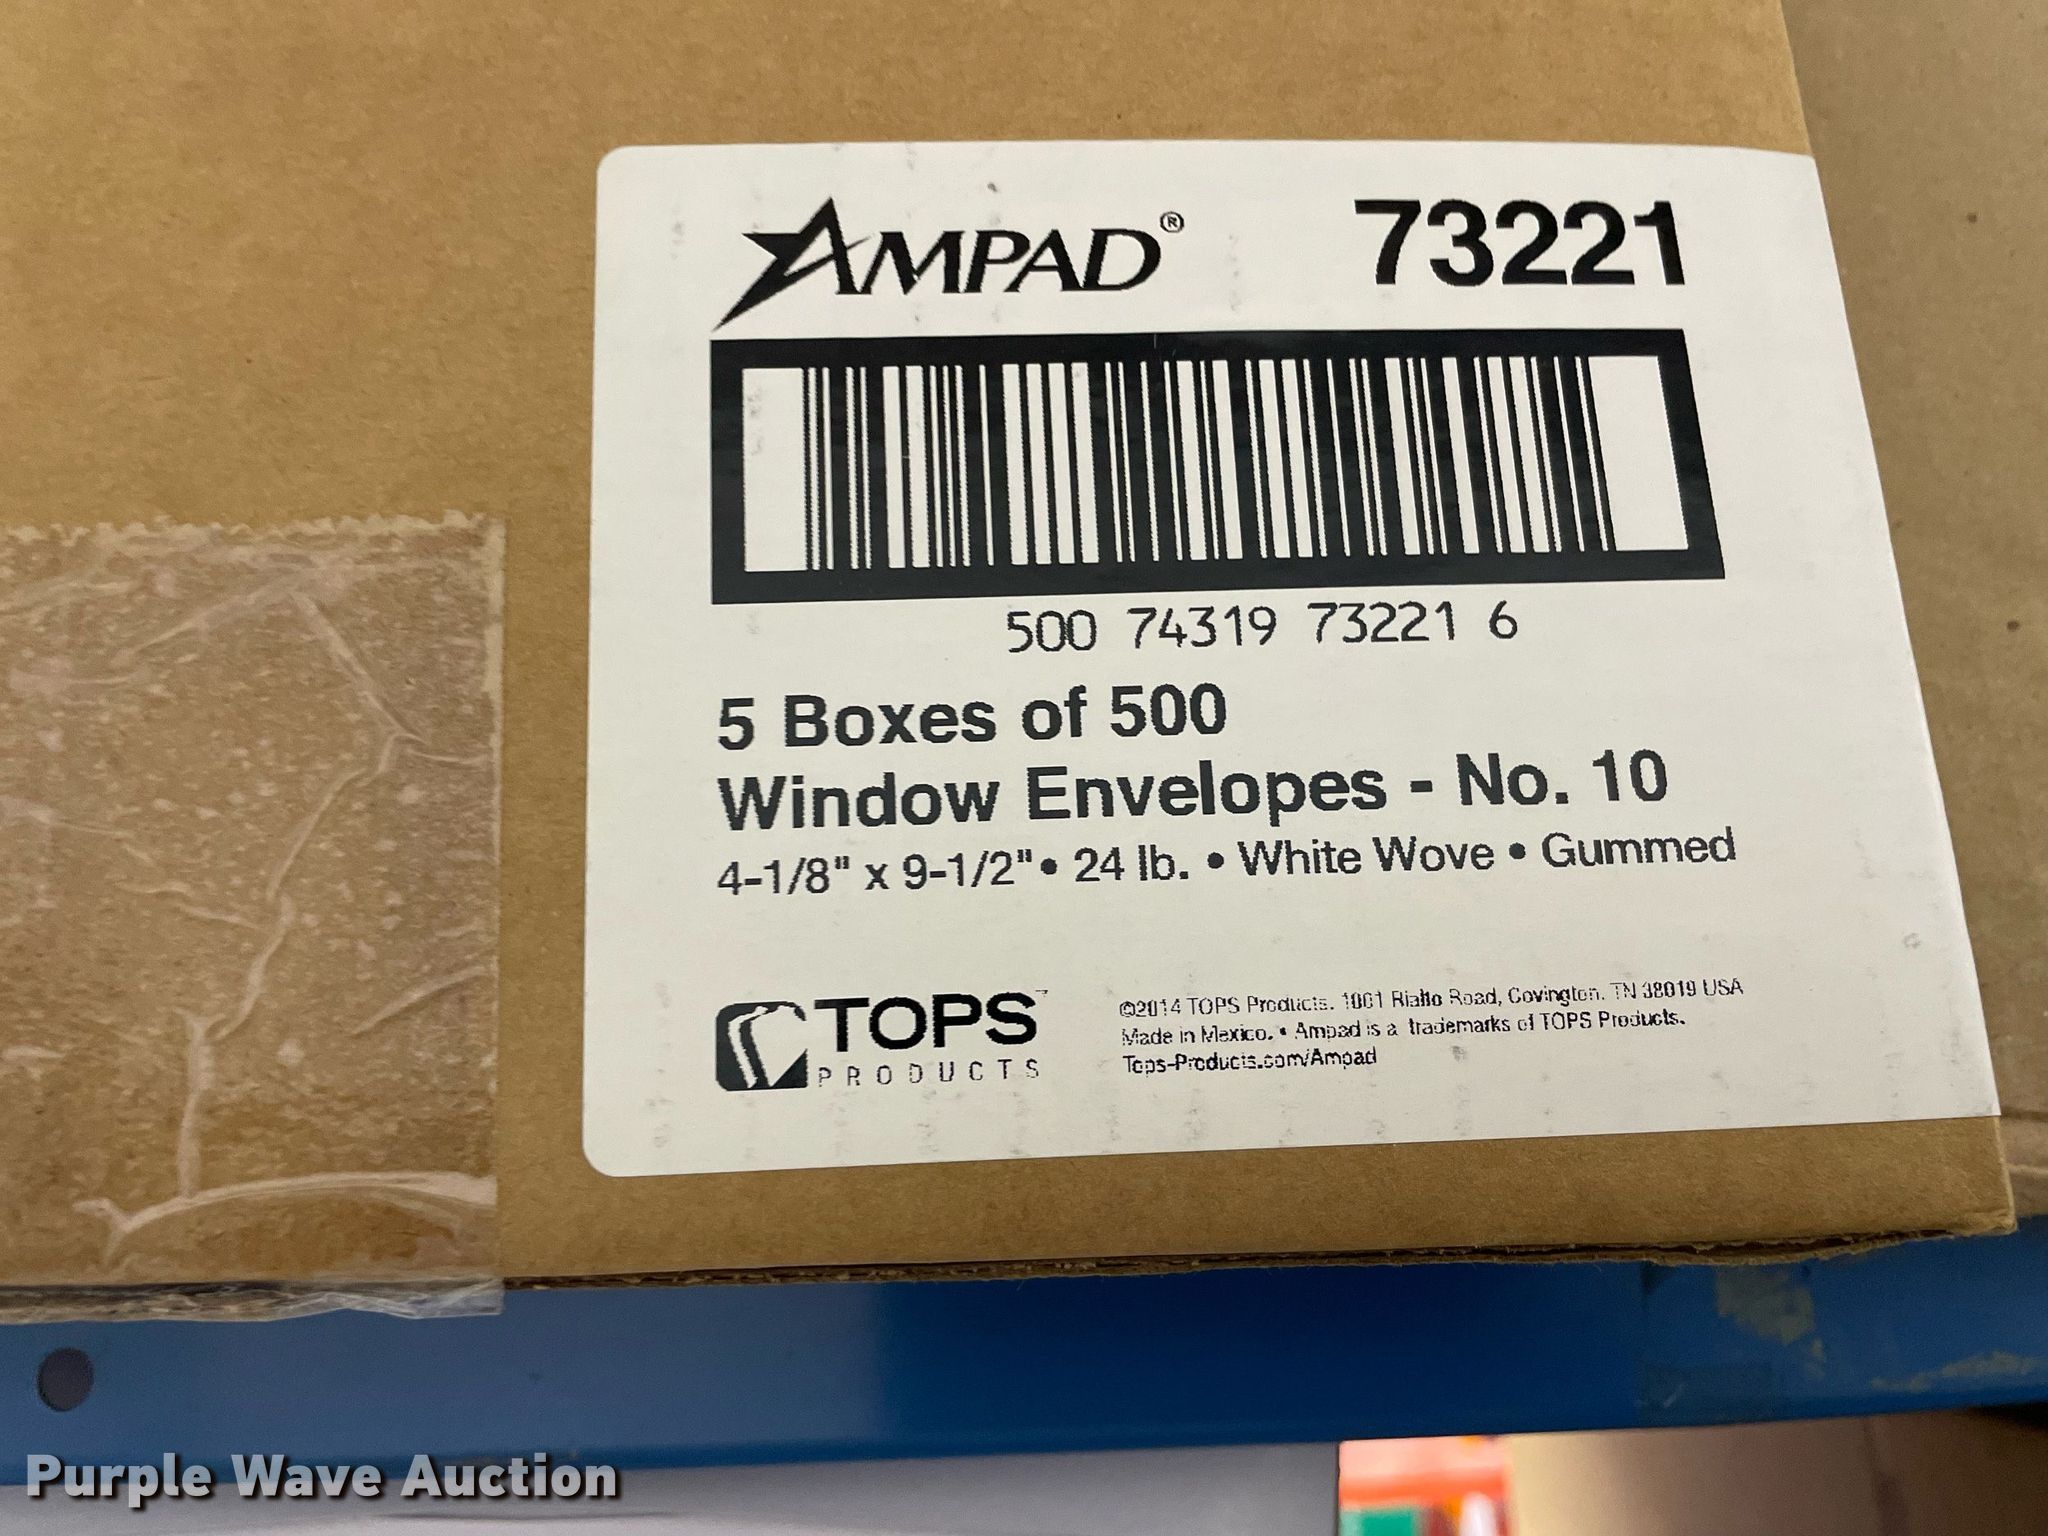 AMPAD® 73221
500 74319 73221 6
5 Boxes of 500
Window Envelopes - No. 10
4-1/8" x 9-1/2" • 24 lb. • White Wove • Gummed
TOPS™
PRODUCTS
©2014 TOPS Products. 1001 Rialto Road, Covington, TN 38019 USA
Made in Mexico. • Ampad is a trademarks of TOPS Products.
Tops-Products.com/Ampad
Purple Wave Auction